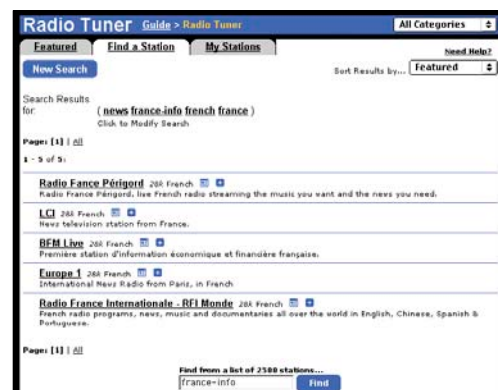 Radio Tuner Guide > Radio Tuner All Categories
Featured Find a Station My Stations Need Help?
New Search Sort Results by... Featured
Search Results
for: ( news france-info french france )
Click to Modify Search
Page: [1] | All
1 - 5 of 5:
Radio Fance Périgord 28k French
Radio France Périgord, live French radio streaming the music you want and the news you need.
LCI 28k French
News television station from France.
BFM Live 28k French
Première station d'information économique et financière française.
Europe 1 28k French
International News Radio from Paris, in French
Radio France Internationale - RFI Monde 28k French
French radio programs, news, music and documentaries all over the world in English, Chinese, Spanish &
Portuguese.
Page: [1] | All
Find from a list of 2500 stations...
france-info Find